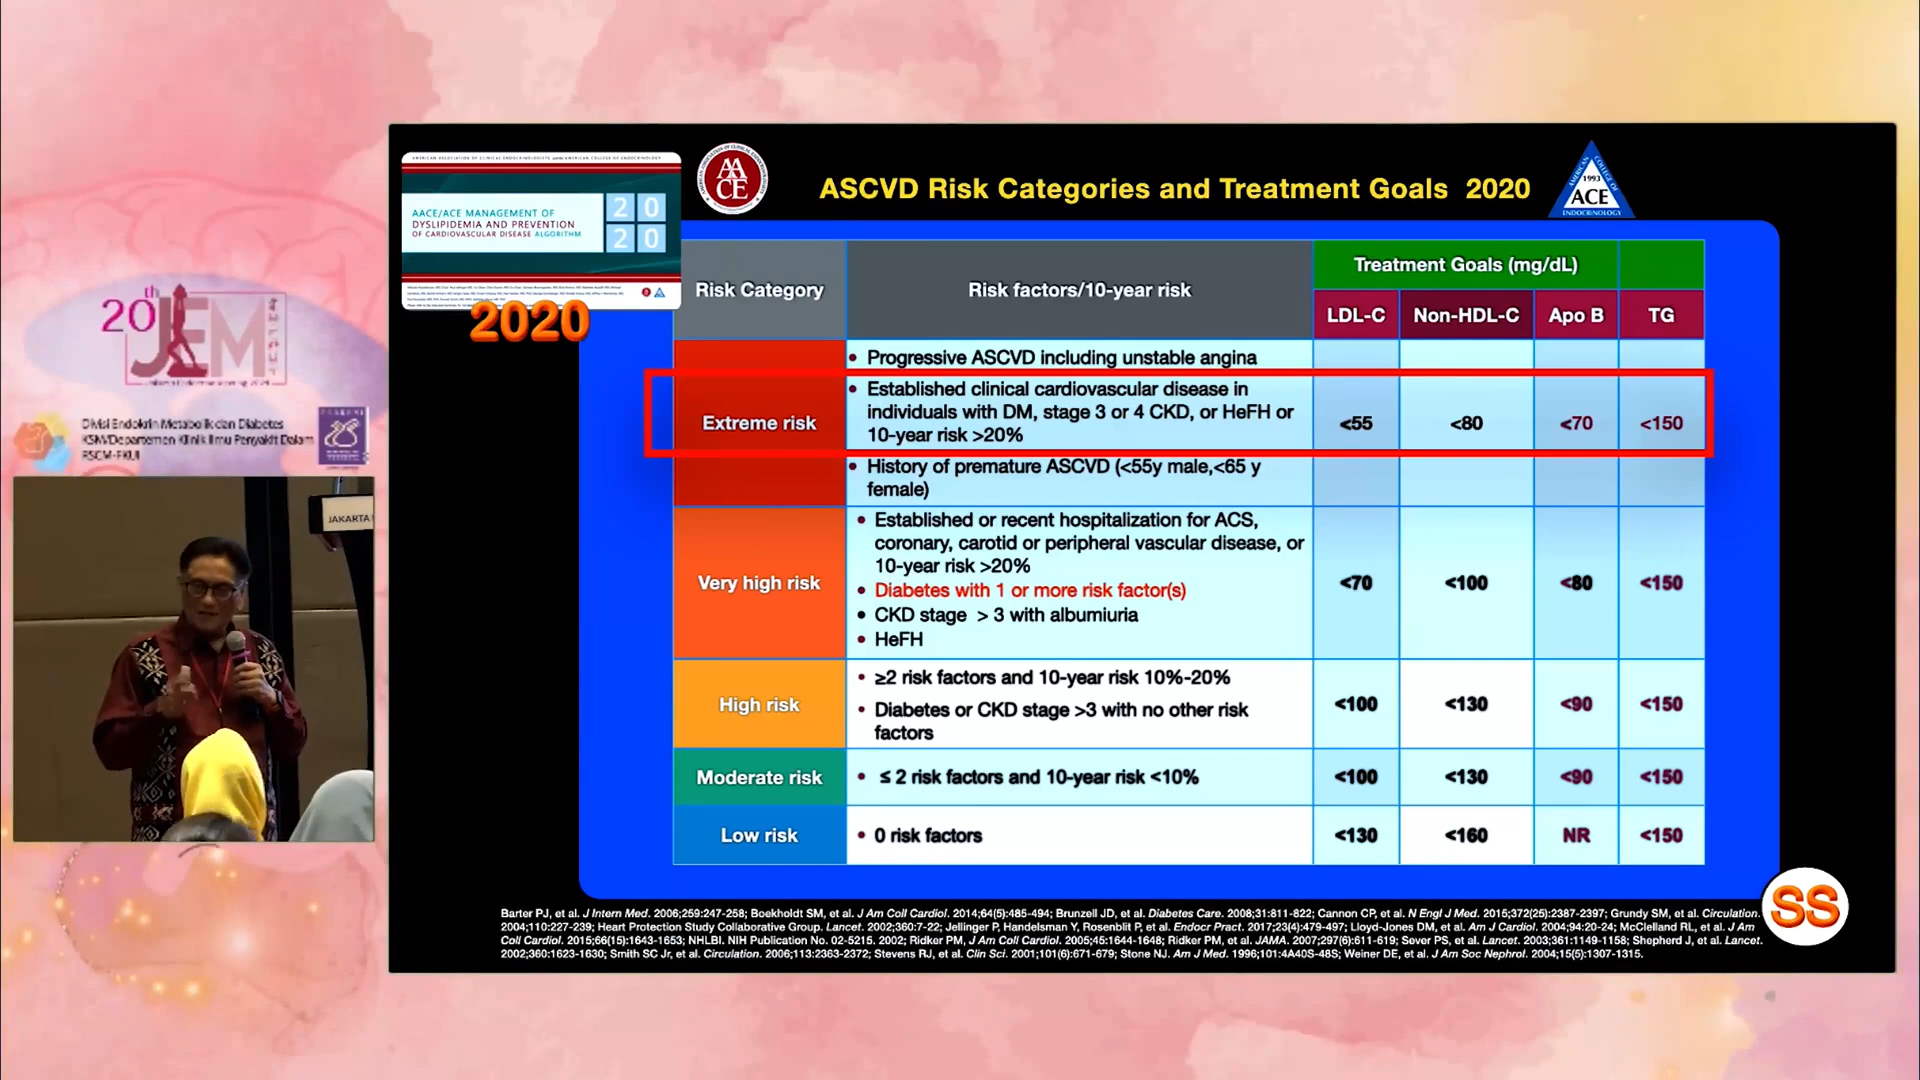 20th
JEM
Divisi Endokrin Metabolik dan Diabetes
KSM/Departemen Klinik Ilmu Penyakit Dalam
RSCM-FKUI
JAKARTA
AMERICAN ASSOCIATION OF CLINICAL ENDOCRINOLOGISTS and the AMERICAN COLLEGE OF ENDOCRINOLOGY
AACE/ACE MANAGEMENT OF
DYSLIPIDEMIA AND PREVENTION
OF CARDIOVASCULAR DISEASE ALGORITHM
20
20
2020
AACE
ASCVD Risk Categories and Treatment Goals 2020
AMERICAN COLLEGE OF
1993
ACE
ENDOCRINOLOGY
Risk Category
Risk factors/10-year risk
Treatment Goals (mg/dL)
LDL-C Non-HDL-C Apo B TG
Extreme risk
• Progressive ASCVD including unstable angina
• Established clinical cardiovascular disease in
individuals with DM, stage 3 or 4 CKD, or HeFH or
10-year risk >20%
• History of premature ASCVD (<55y male,<65 y
female)
<55 <80 <70 <150
Very high risk
• Established or recent hospitalization for ACS,
coronary, carotid or peripheral vascular disease, or
10-year risk >20%
• Diabetes with 1 or more risk factor(s)
• CKD stage > 3 with albumiuria
• HeFH
<70 <100 <80 <150
High risk
• ≥2 risk factors and 10-year risk 10%-20%
• Diabetes or CKD stage >3 with no other risk
factors
<100 <130 <90 <150
Moderate risk
• ≤ 2 risk factors and 10-year risk <10%
<100 <130 <90 <150
Low risk
• 0 risk factors
<130 <160 NR <150
SS
Barter PJ, et al. J Intern Med. 2006;259:247-258; Boekholdt SM, et al. J Am Coll Cardiol. 2014;64(5):485-494; Brunzell JD, et al. Diabetes Care. 2008;31:811-822; Cannon CP, et al. N Engl J Med. 2015;372(25):2387-2397; Grundy SM, et al. Circulation.
2004;110:227-239; Heart Protection Study Collaborative Group. Lancet. 2002;360:7-22; Jellinger P, Handelsman Y, Rosenblit P, et al. Endocr Pract. 2017;23(4):479-497; Lloyd-Jones DM, et al. Am J Cardiol. 2004;94:20-24; McClelland RL, et al. J Am
Coll Cardiol. 2015;66(15):1643-1653; NHLBI. NIH Publication No. 02-5215. 2002; Ridker PM, J Am Coll Cardiol. 2005;45:1644-1648; Ridker PM, et al. JAMA. 2007;297(6):611-619; Sever PS, et al. Lancet. 2003;361:1149-1158; Shepherd J, et al. Lancet.
2002;360:1623-1630; Smith SC Jr, et al. Circulation. 2006;113:2363-2372; Stevens RJ, et al. Clin Sci. 2001;101(6):671-679; Stone NJ. Am J Med. 1996;101:4A40S-48S; Weiner DE, et al. J Am Soc Nephrol. 2004;15(5):1307-1315.